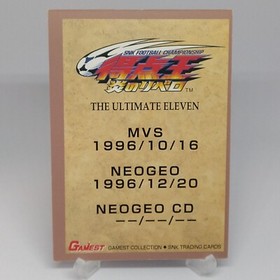 SNK FOOTBALL CHAMPIONSHIP
得点王
炎のリベロ
THE ULTIMATE ELEVEN
MVS
1996/10/16
NEOGEO
1996/12/20
NEOGEO CD
--/--/--
GAMEST GAMEST COLLECTION ● SNK TRADING CARDS